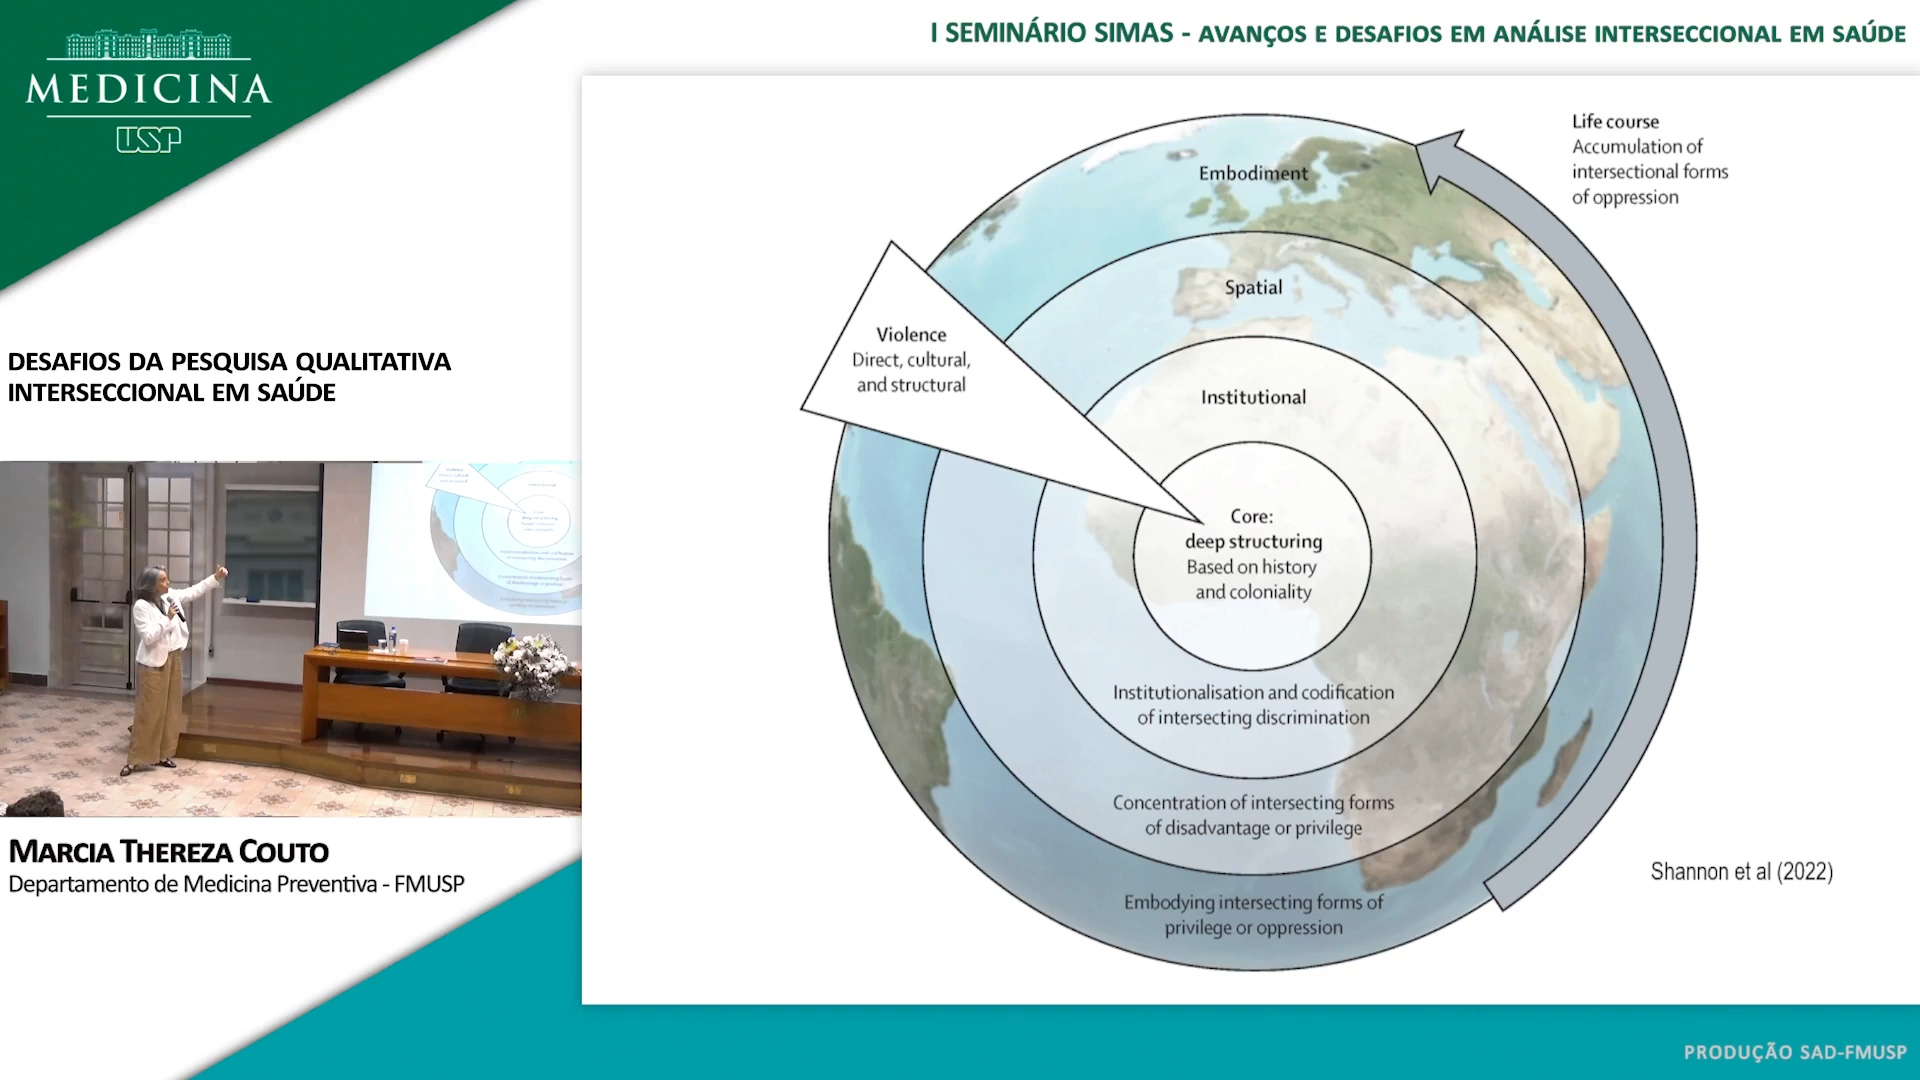 MEDICINA
USP
I SEMINÁRIO SIMAS - AVANÇOS E DESAFIOS EM ANÁLISE INTERSECCIONAL EM SAÚDE
DESAFIOS DA PESQUISA QUALITATIVA
INTERSECCIONAL EM SAÚDE
MARCIA THEREZA COUTO
Departamento de Medicina Preventiva - FMUSP
Life course
Accumulation of
intersectional forms
of oppression
Embodiment
Spatial
Violence
Direct, cultural,
and structural
Institutional
Core:
deep structuring
Based on history
and coloniality
Institutionalisation and codification
of intersecting discrimination
Concentration of intersecting forms
of disadvantage or privilege
Embodying intersecting forms of
privilege or oppression
Shannon et al (2022)
PRODUÇÃO SAD-FMUSP